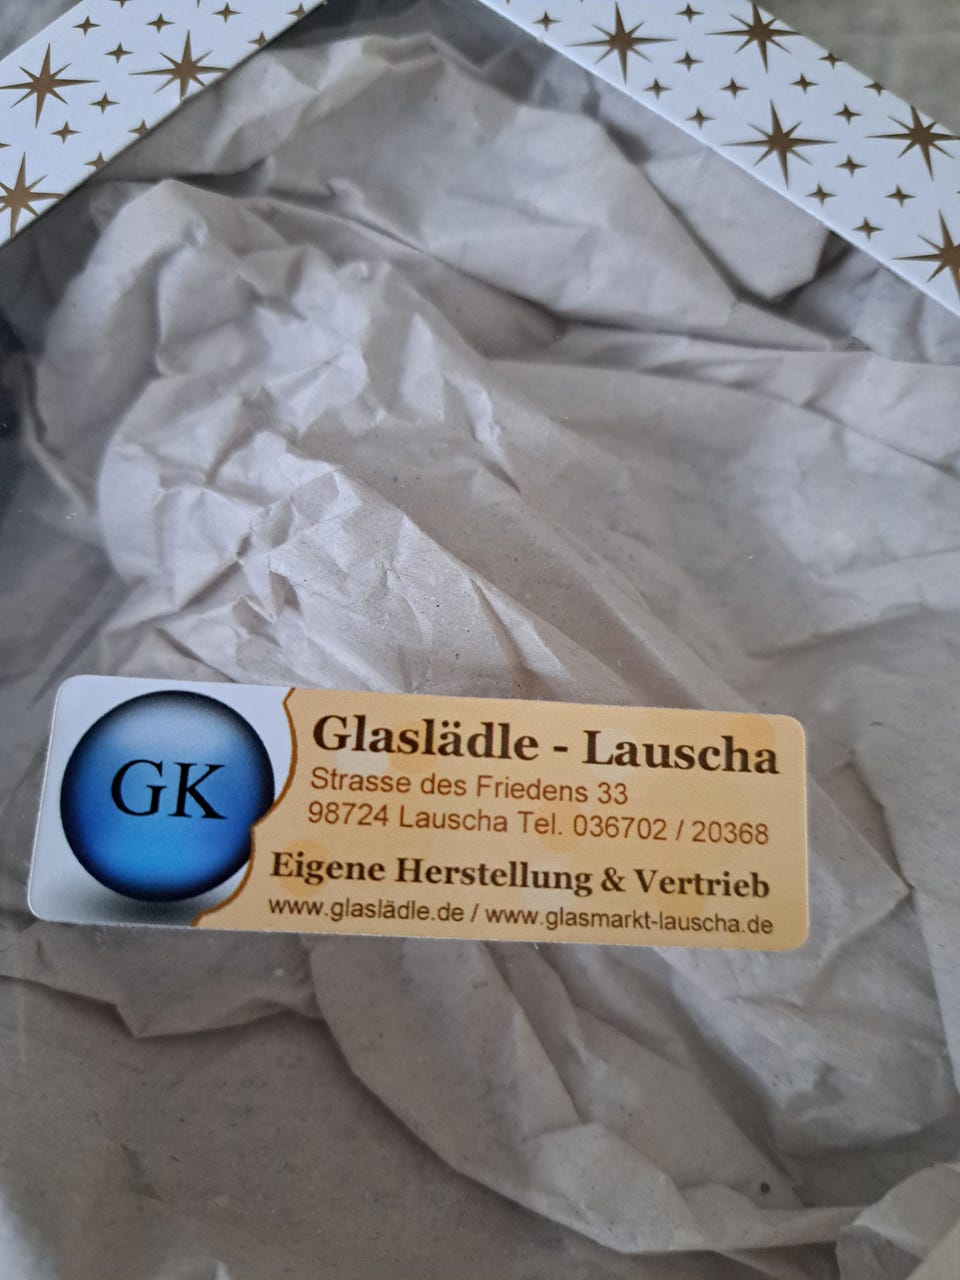 GK
Glaslädle - Lauscha
Strasse des Friedens 33
98724 Lauscha Tel. 036702 / 20368
Eigene Herstellung & Vertrieb
www.glaslädle.de / www.glasmarkt-lauscha.de